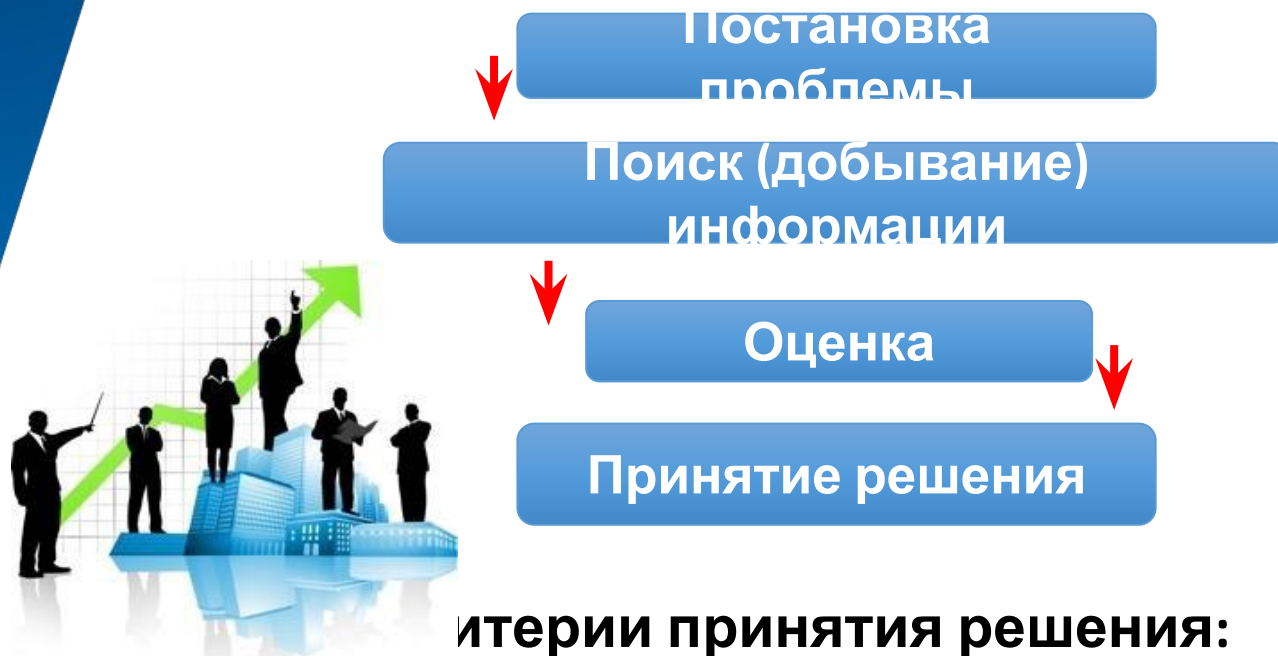 Постановка
проблемы
Поиск (добывание)
информации
Оценка
Принятие решения
итерии принятия решения: